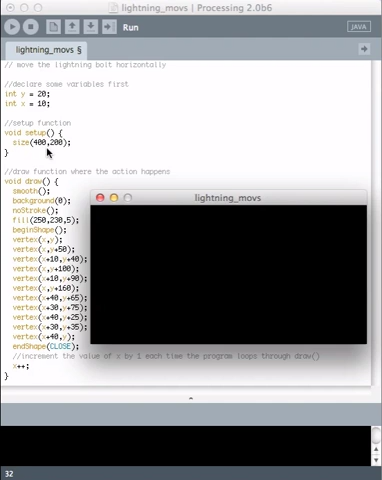 lightning_movs | Processing 2.0b6
Run
JAVA
lightning_movs §
// move the lightning bolt horizontally
//declare some variables first
int y = 20;
int x = 10;
//setup function
void setup() {
size(400,200);
}
//draw function where the action happens
void draw() {
smooth();
background(0);
noStroke();
fill(250,230,5);
beginShape();
vertex(x,y);
vertex(x,y+50);
vertex(x+10,y+40);
vertex(x,y+100);
vertex(x+10,y+90);
vertex(x,y+160);
vertex(x+40,y+65);
vertex(x+30,y+75);
vertex(x+40,y+25);
vertex(x+30,y+35);
vertex(x+40,y);
endShape(CLOSE);
//increment the value of x by 1 each time the program loops through draw()
x++;
}
lightning_movs
32